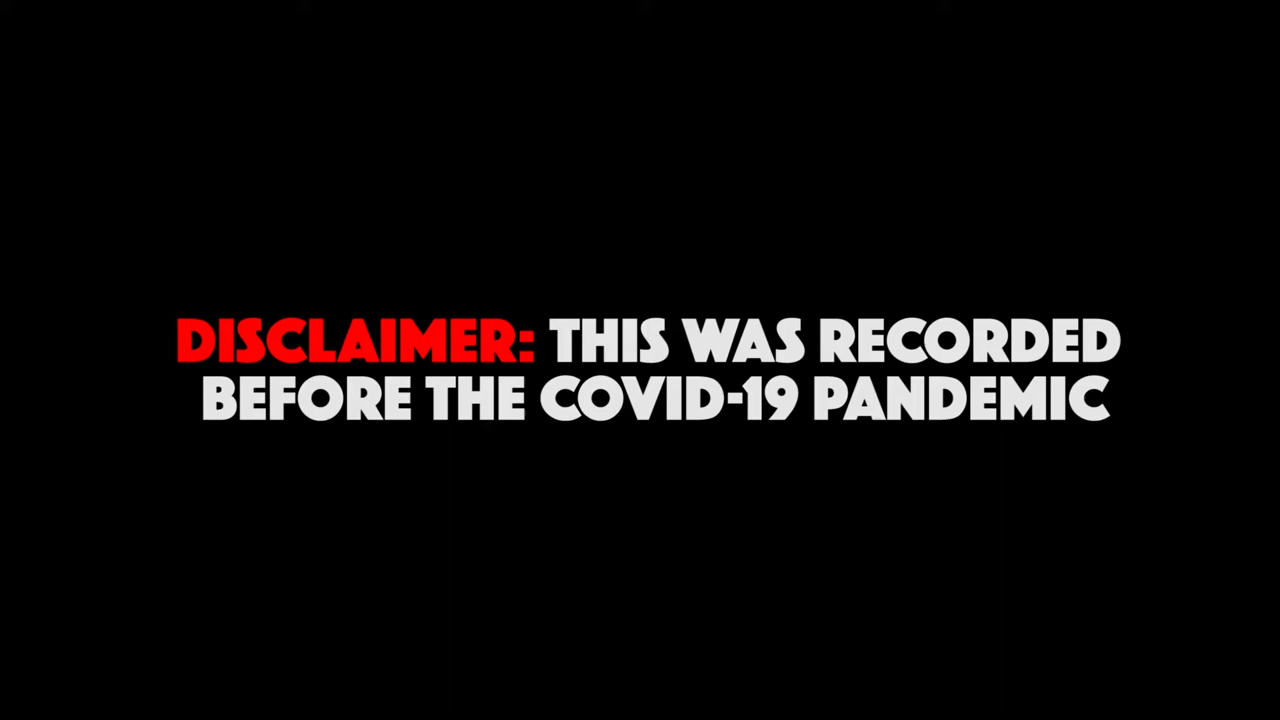 DISCLAIMER: THIS WAS RECORDED
BEFORE THE COVID-19 PANDEMIC